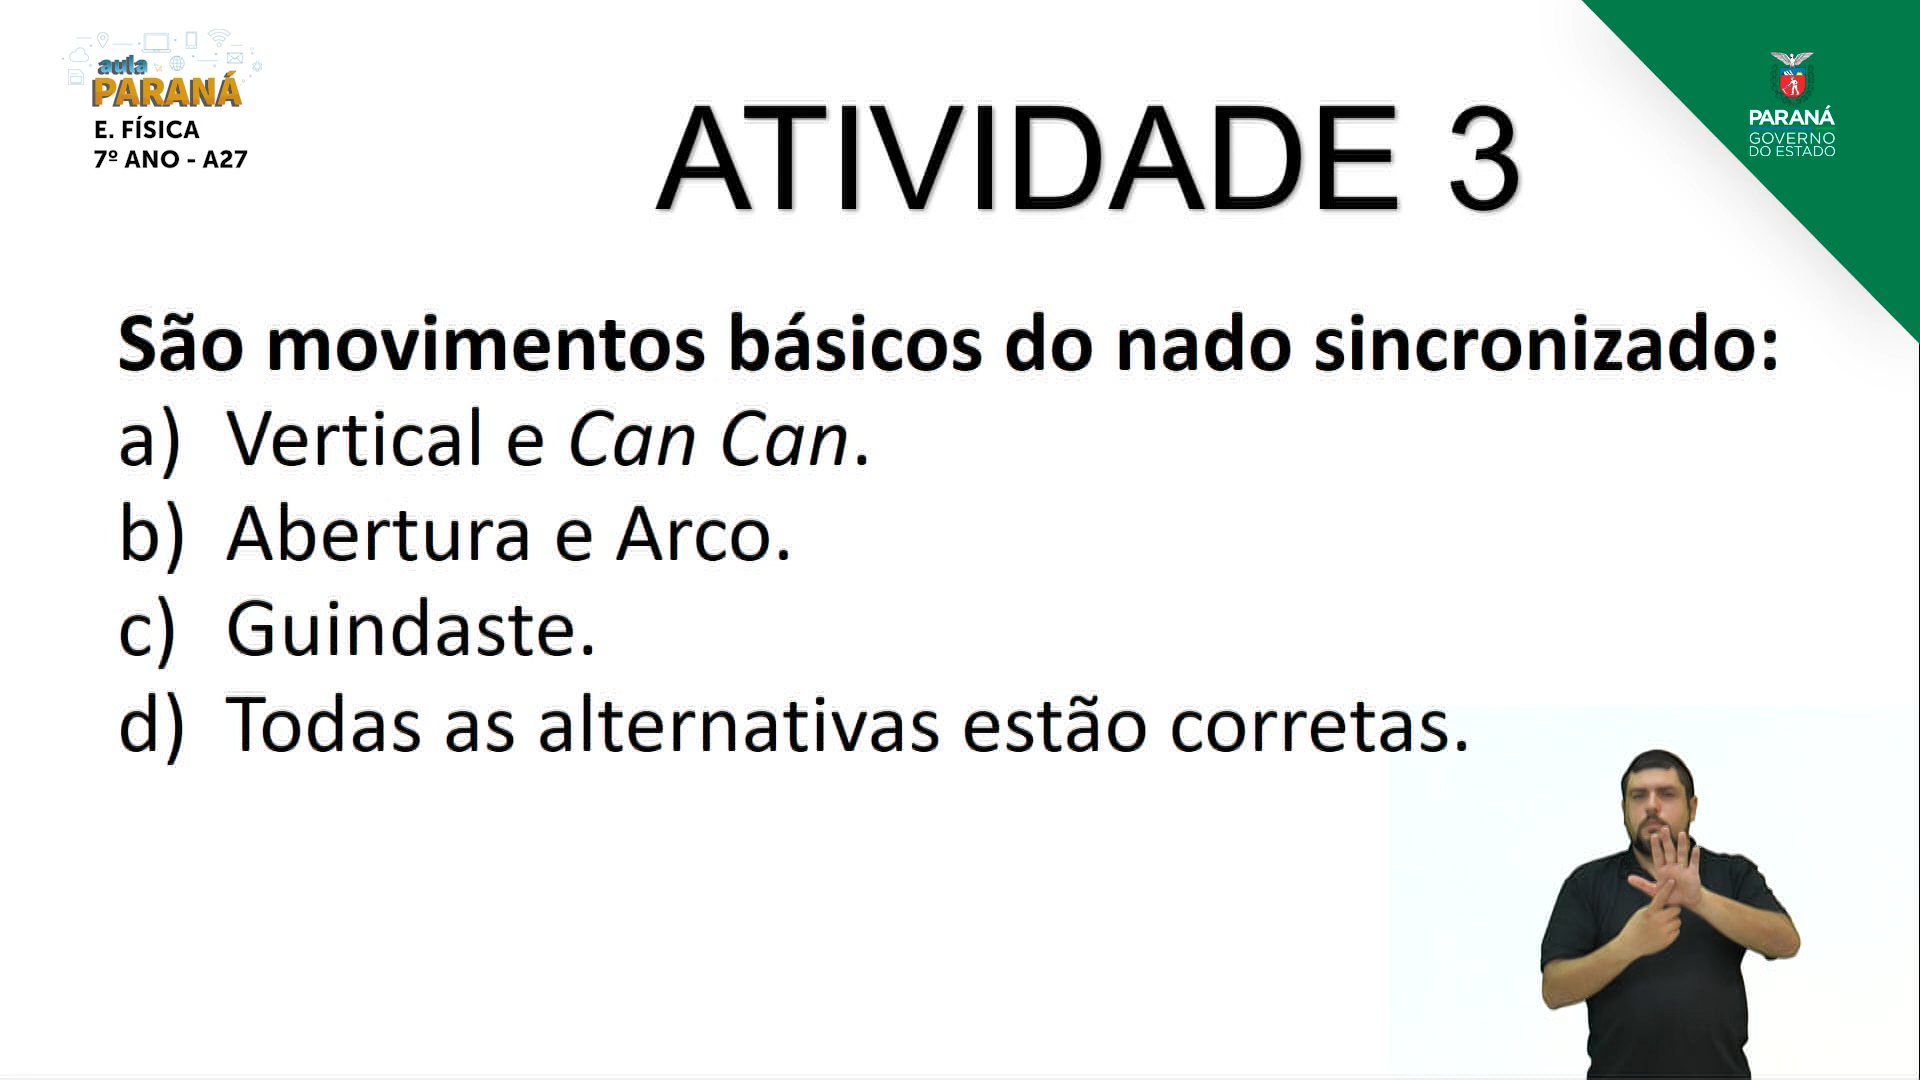 aula
PARANÁ
E. FÍSICA
7º ANO - A27
ATIVIDADE 3
PARANÁ
GOVERNO
DO ESTADO
São movimentos básicos do nado sincronizado:
a) Vertical e Can Can.
b) Abertura e Arco.
c) Guindaste.
d) Todas as alternativas estão corretas.